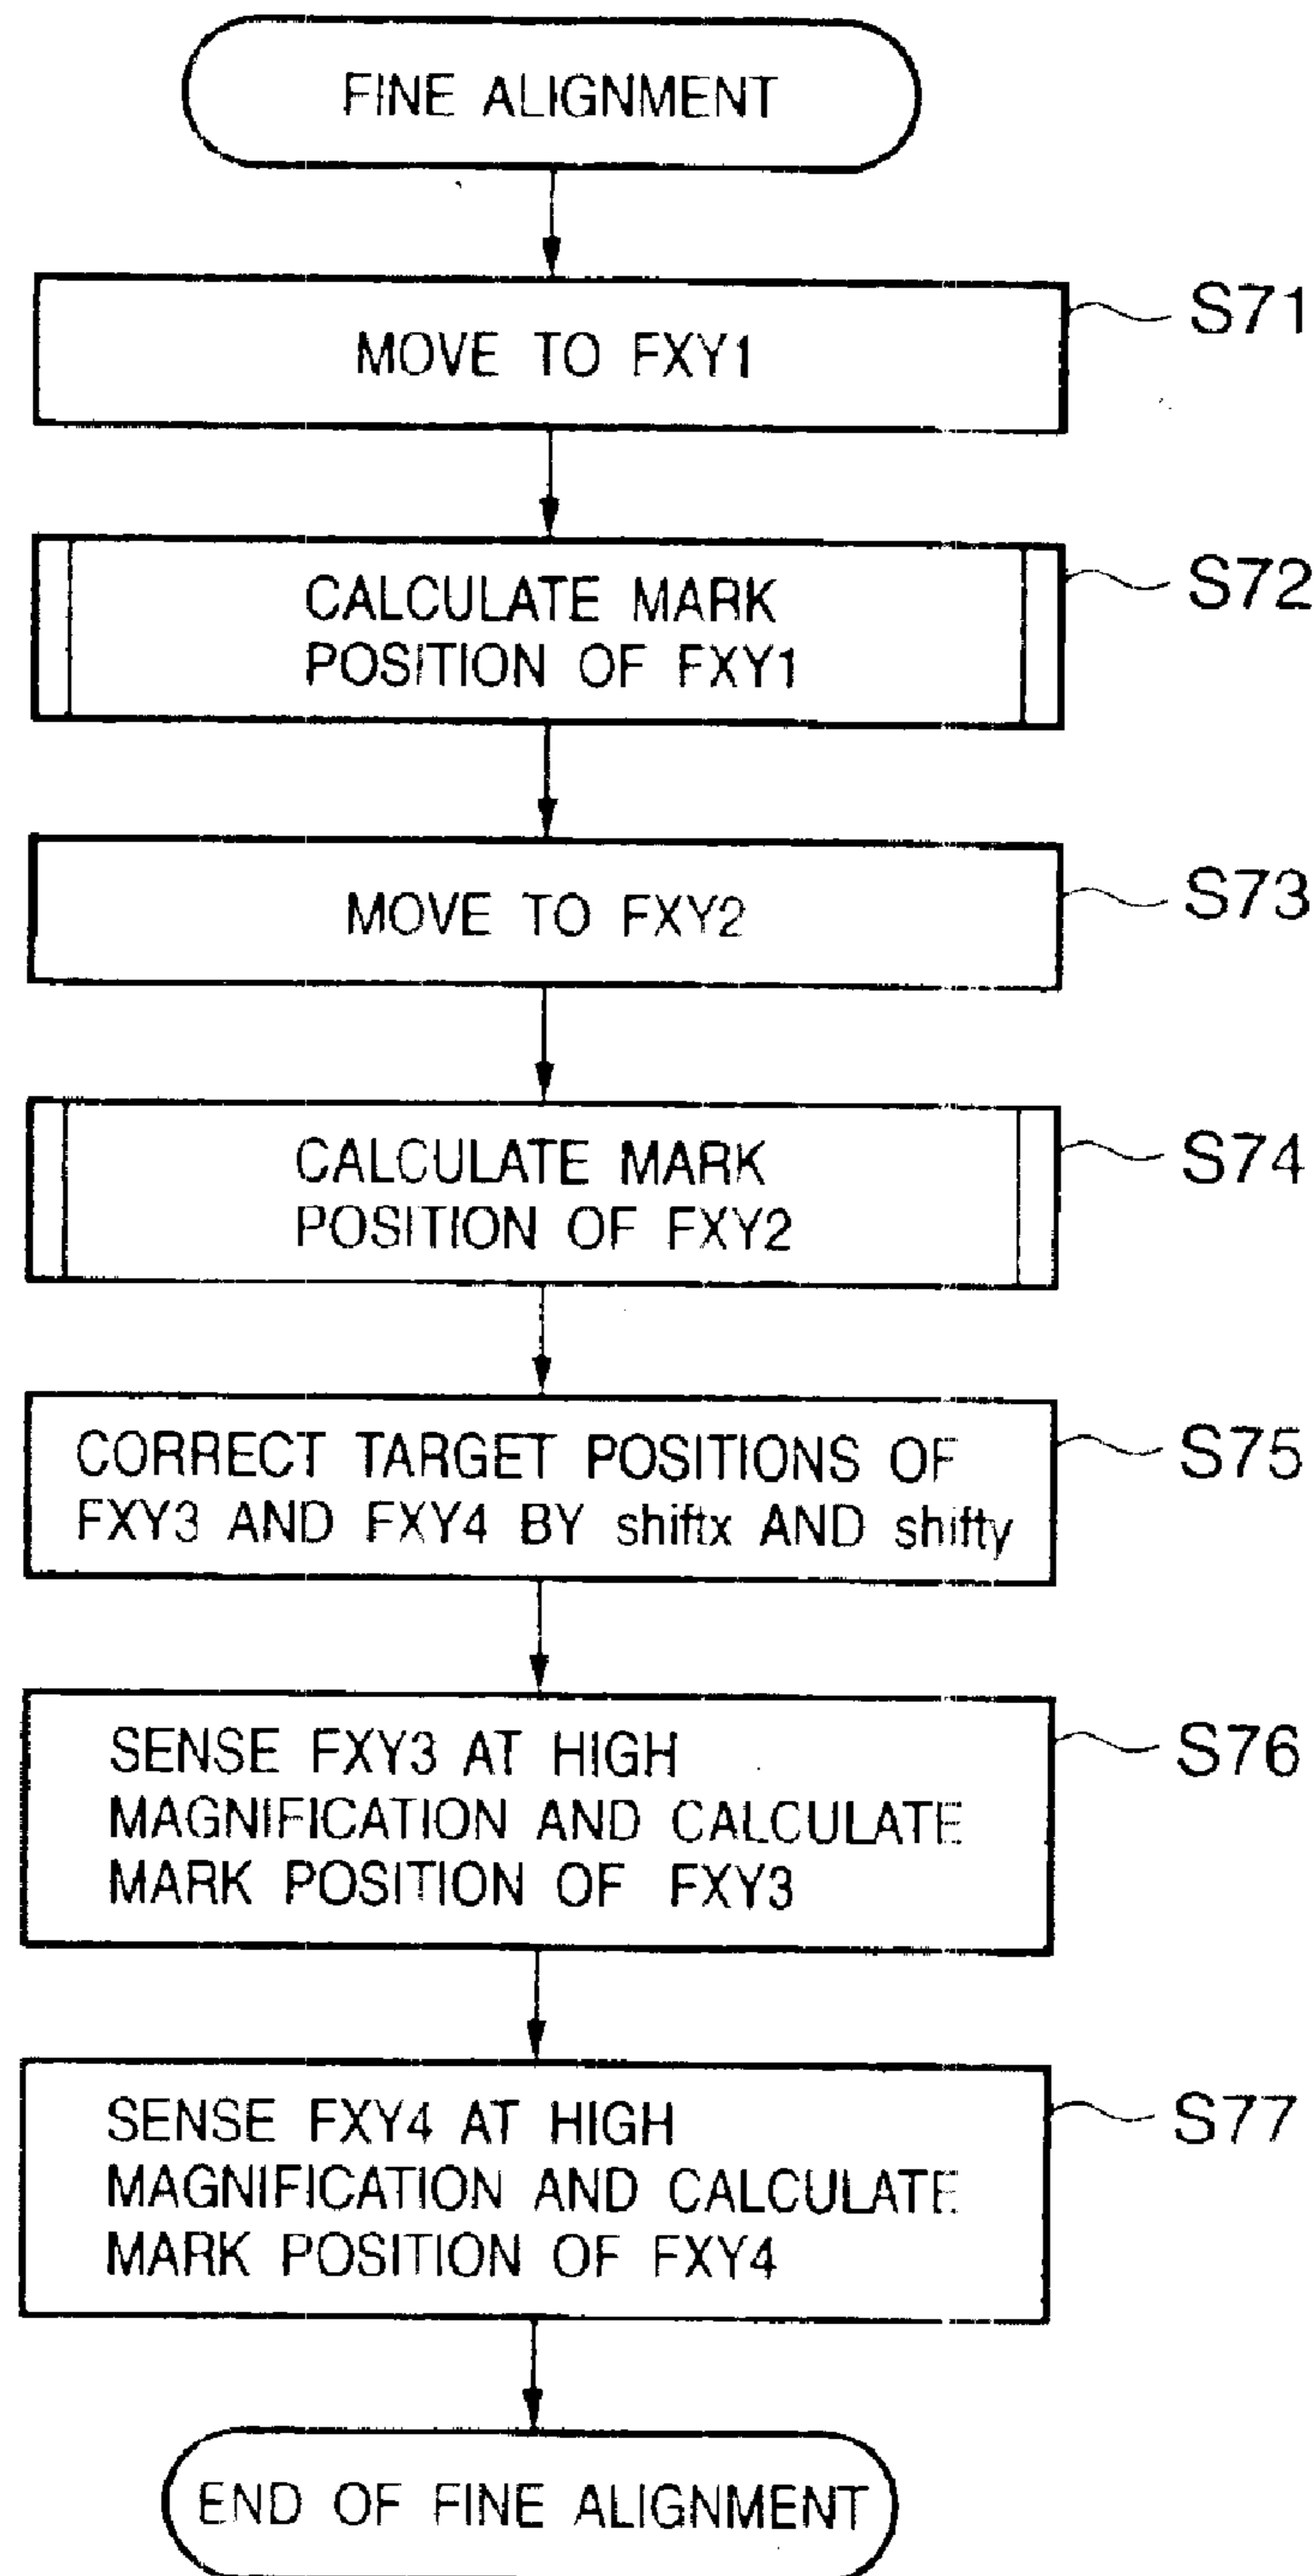 FINE ALIGNMENT
MOVE TO FXY1
S71
CALCULATE MARK
POSITION OF FXY1
S72
MOVE TO FXY2
S73
CALCULATE MARK
POSITION OF FXY2
S74
CORRECT TARGET POSITIONS OF
FXY3 AND FXY4 BY shiftx AND shifty
S75
SENSE FXY3 AT HIGH
MAGNIFICATION AND CALCULATE
MARK POSITION OF FXY3
S76
SENSE FXY4 AT HIGH
MAGNIFICATION AND CALCULATE
MARK POSITION OF FXY4
S77
END OF FINE ALIGNMENT